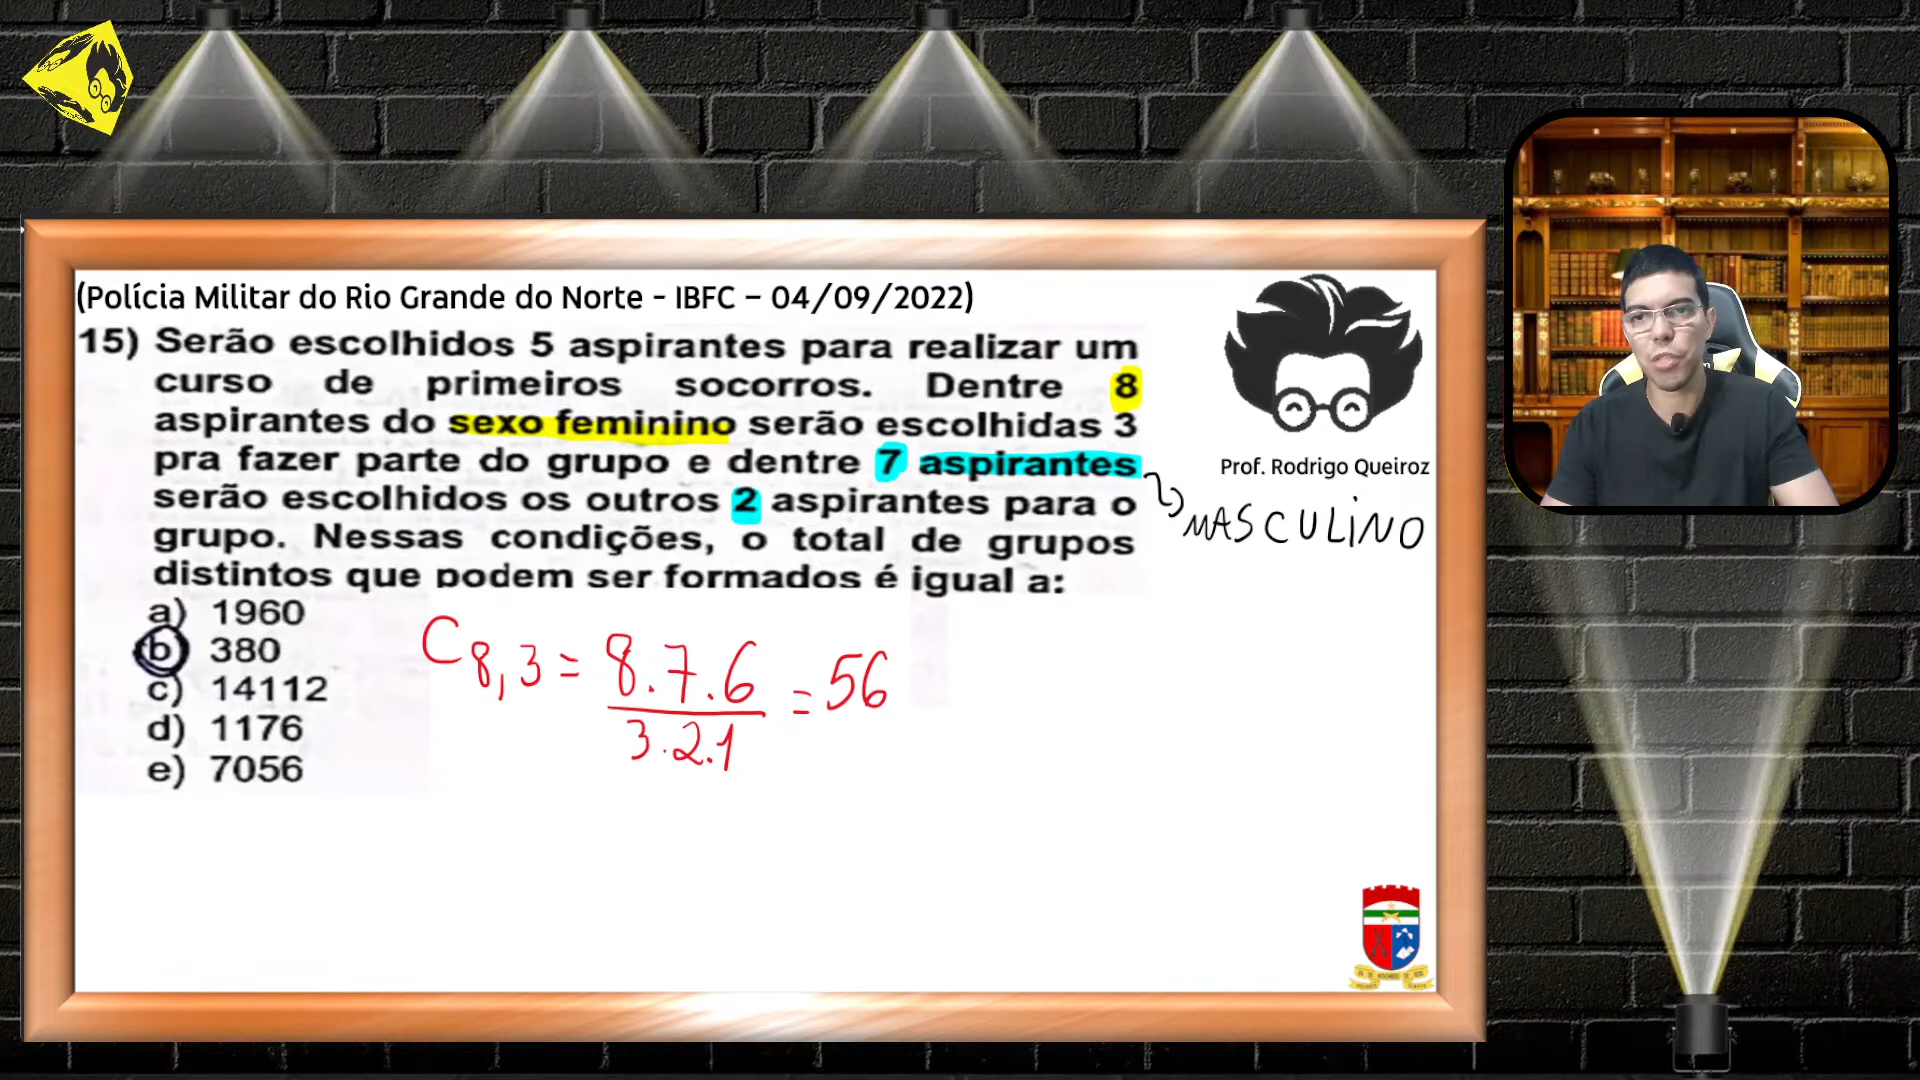 (Polícia Militar do Rio Grande do Norte - IBFC – 04/09/2022)
15) Serão escolhidos 5 aspirantes para realizar um
curso de primeiros socorros. Dentre 8
aspirantes do sexo feminino serão escolhidas 3
pra fazer parte do grupo e dentre 7 aspirantes
serão escolhidos os outros 2 aspirantes para o
grupo. Nessas condições, o total de grupos
distintos que podem ser formados é igual a:
a) 1960
b) 380
c) 14112
d) 1176
e) 7056
C8,3 = 8.7.6 = 56
3.2.1
Prof. Rodrigo Queiroz
MASCULINO